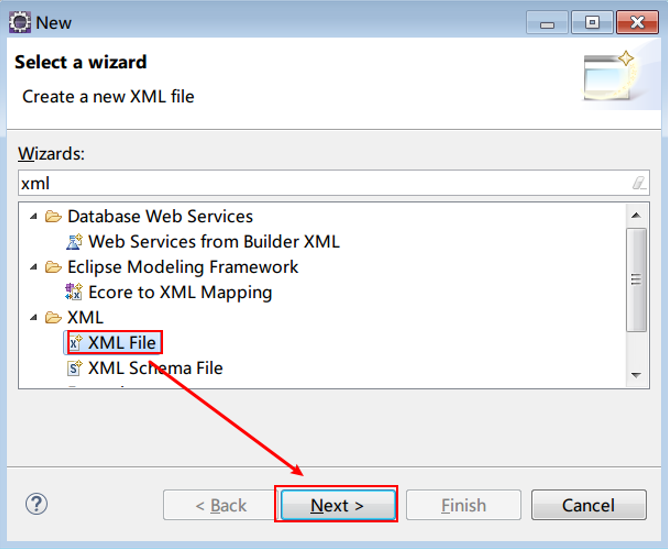 New
Select a wizard
Create a new XML file
Wizards:
xml
Database Web Services
Web Services from Builder XML
Eclipse Modeling Framework
Ecore to XML Mapping
XML
XML File
XML Schema File
< Back
Next >
Finish
Cancel